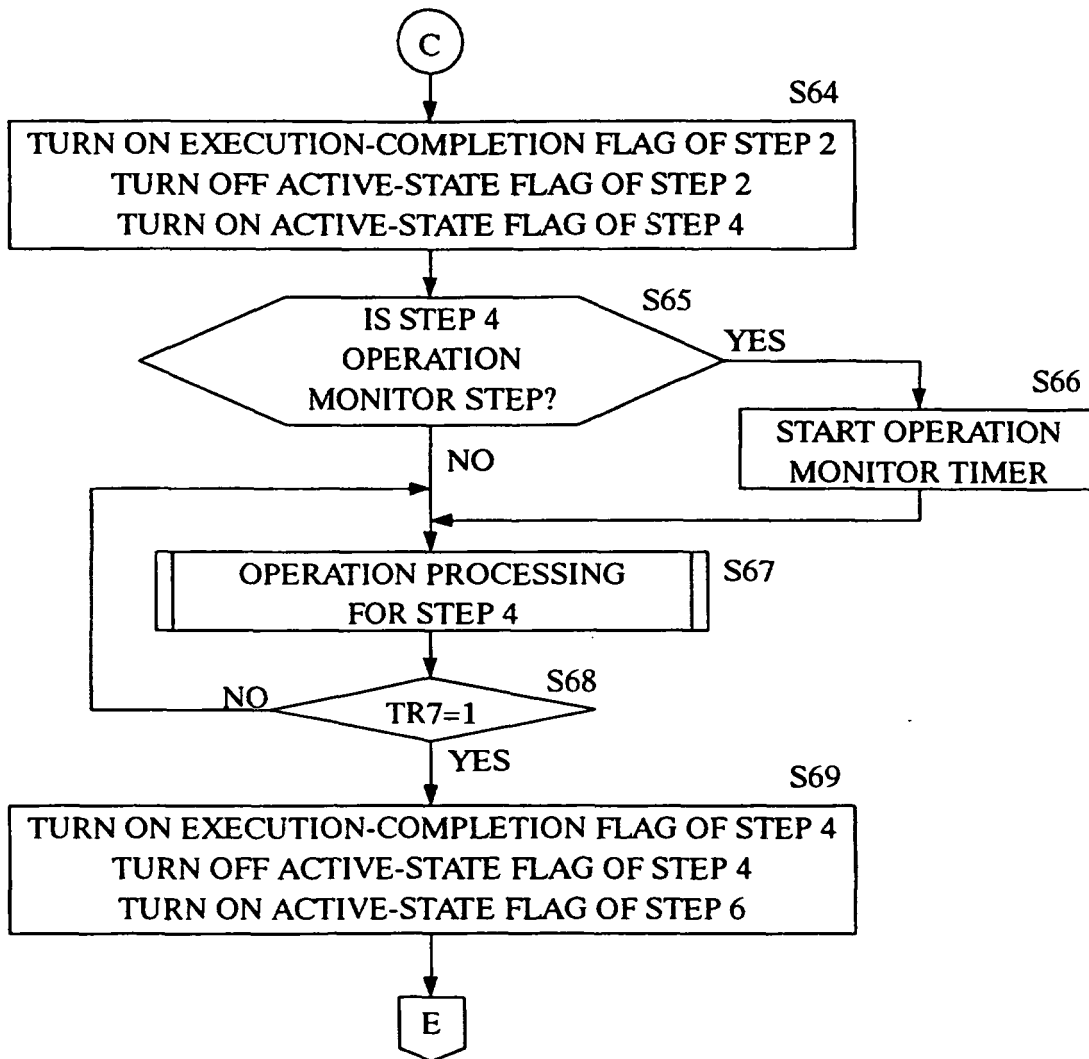 C
S64
TURN ON EXECUTION-COMPLETION FLAG OF STEP 2
TURN OFF ACTIVE-STATE FLAG OF STEP 2
TURN ON ACTIVE-STATE FLAG OF STEP 4
S65
IS STEP 4
OPERATION
MONITOR STEP?
YES
S66
START OPERATION
MONITOR TIMER
NO
OPERATION PROCESSING
FOR STEP 4
S67
S68
NO
TR7=1
YES
S69
TURN ON EXECUTION-COMPLETION FLAG OF STEP 4
TURN OFF ACTIVE-STATE FLAG OF STEP 4
TURN ON ACTIVE-STATE FLAG OF STEP 6
E